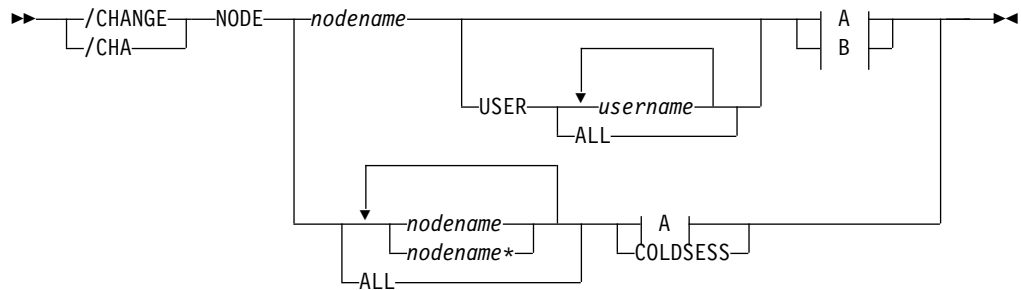 /CHANGE NODE nodename A
/CHA B
USER username
ALL
nodename A
nodename* COLDSESS
ALL